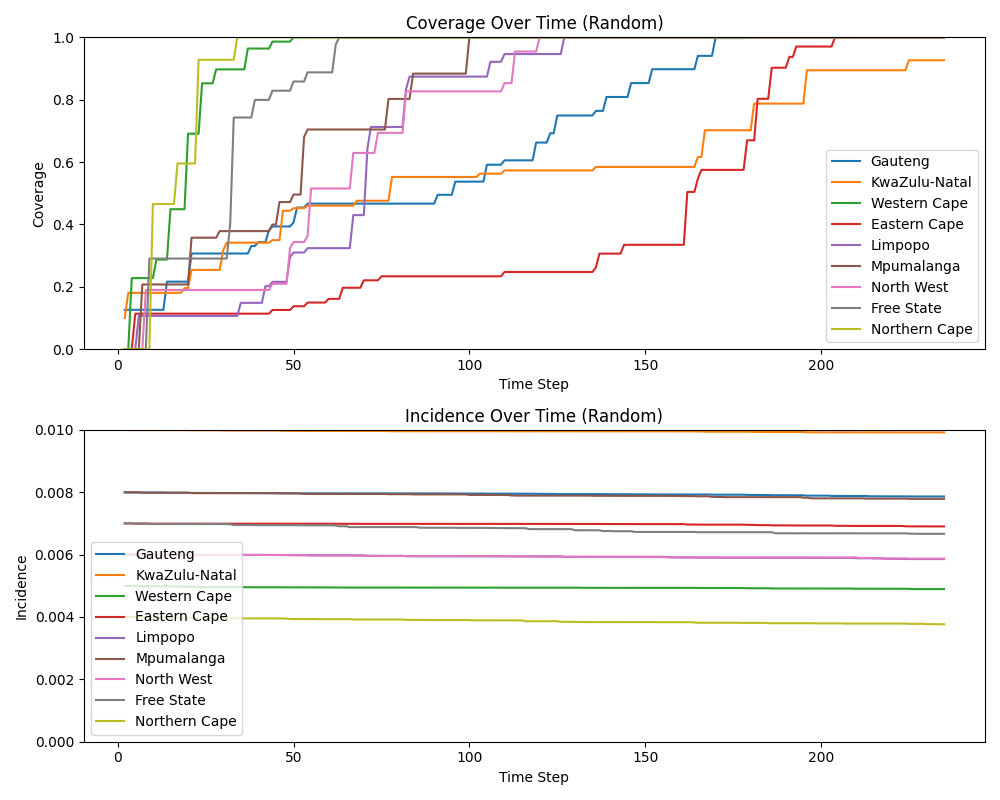 Coverage Over Time (Random)
1.0
0.8
0.6
0.4
0.2
0.0
Coverage
0
50
100
150
200
Time Step
Gauteng
KwaZulu-Natal
Western Cape
Eastern Cape
Limpopo
Mpumalanga
North West
Free State
Northern Cape
Incidence Over Time (Random)
0.010
0.008
0.006
0.004
0.002
0.000
Incidence
0
50
100
150
200
Time Step
Gauteng
KwaZulu-Natal
Western Cape
Eastern Cape
Limpopo
Mpumalanga
North West
Free State
Northern Cape